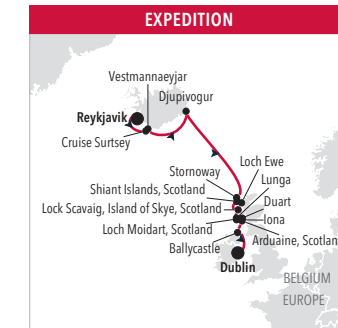 EXPEDITION
Vestmannaeyjar
Djupivogur
Reykjavik
Cruise Surtsey
Loch Ewe
Stornoway
Lunga
Shiant Islands, Scotland
Duart
Lock Scavaig, Island of Skye, Scotland
Iona
Loch Moidart, Scotland
Arduaine, Scotlan
Ballycastle
Dublin
BELGIUM
EUROPE